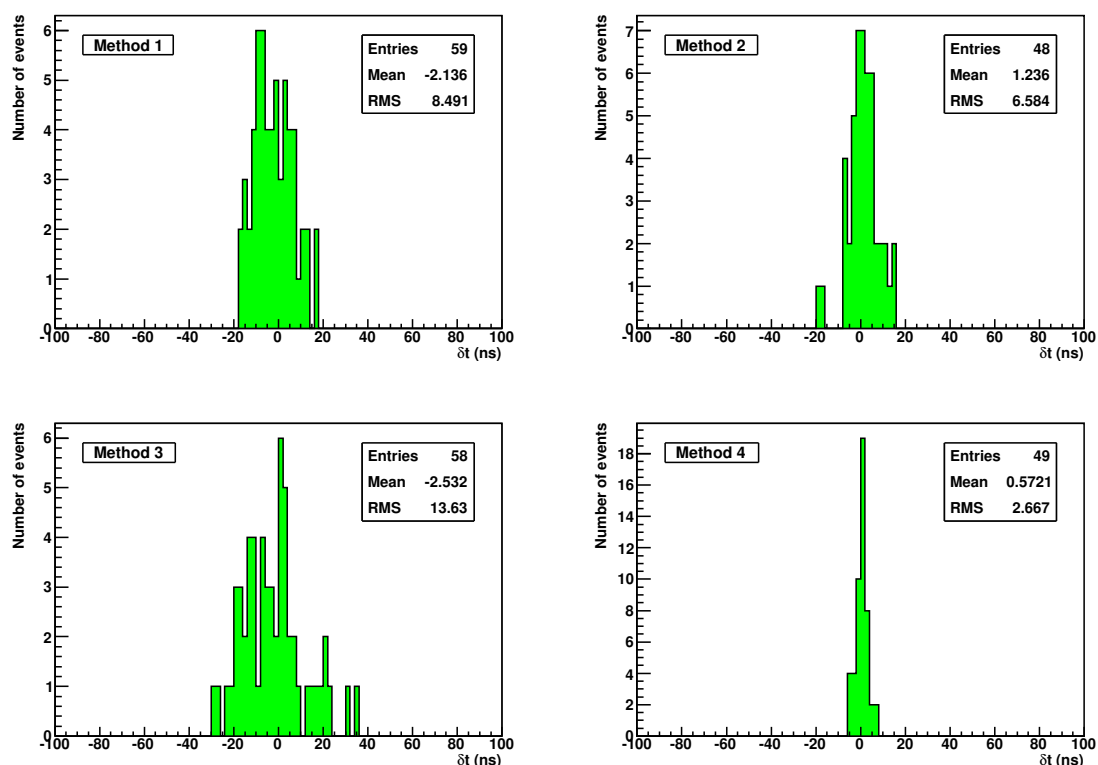 Number of events
Method 1
Entries 59
Mean -2.136
RMS 8.491
6
5
4
3
2
1
0
-100 -80 -60 -40 -20 0 20 40 60 80 100
δt (ns)
Number of events
Method 2
Entries 48
Mean 1.236
RMS 6.584
7
6
5
4
3
2
1
0
-100 -80 -60 -40 -20 0 20 40 60 80 100
δt (ns)
Number of events
Method 3
Entries 58
Mean -2.532
RMS 13.63
6
5
4
3
2
1
0
-100 -80 -60 -40 -20 0 20 40 60 80 100
δt (ns)
Number of events
Method 4
Entries 49
Mean 0.5721
RMS 2.667
18
16
14
12
10
8
6
4
2
0
-100 -80 -60 -40 -20 0 20 40 60 80 100
δt (ns)